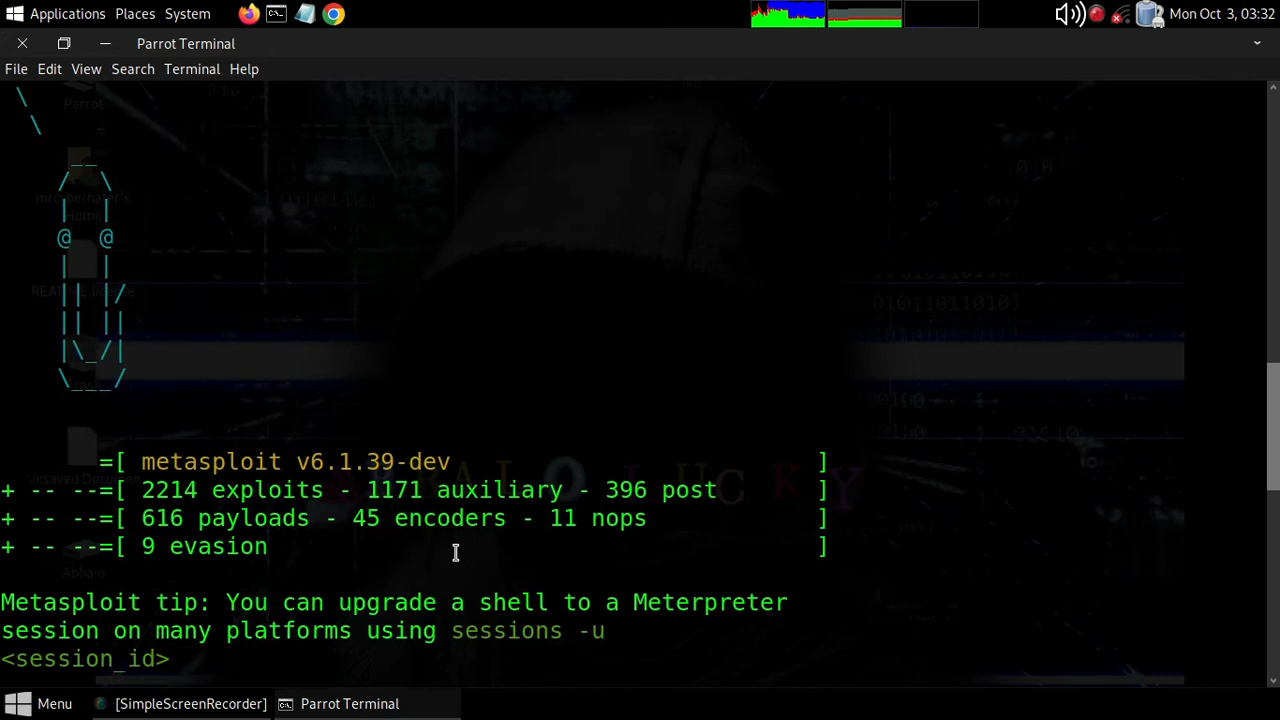 Applications Places System
Mon Oct 3, 03:32
Parrot Terminal
File Edit View Search Terminal Help
Parrot
Home
=[ metasploit v6.1.39-dev ]
+ -- --=[ 2214 exploits - 1171 auxiliary - 396 post ]
+ -- --=[ 616 payloads - 45 encoders - 11 nops ]
+ -- --=[ 9 evasion ]
Metasploit tip: You can upgrade a shell to a Meterpreter
session on many platforms using sessions -u
<session_id>
Menu [SimpleScreenRecorder] Parrot Terminal